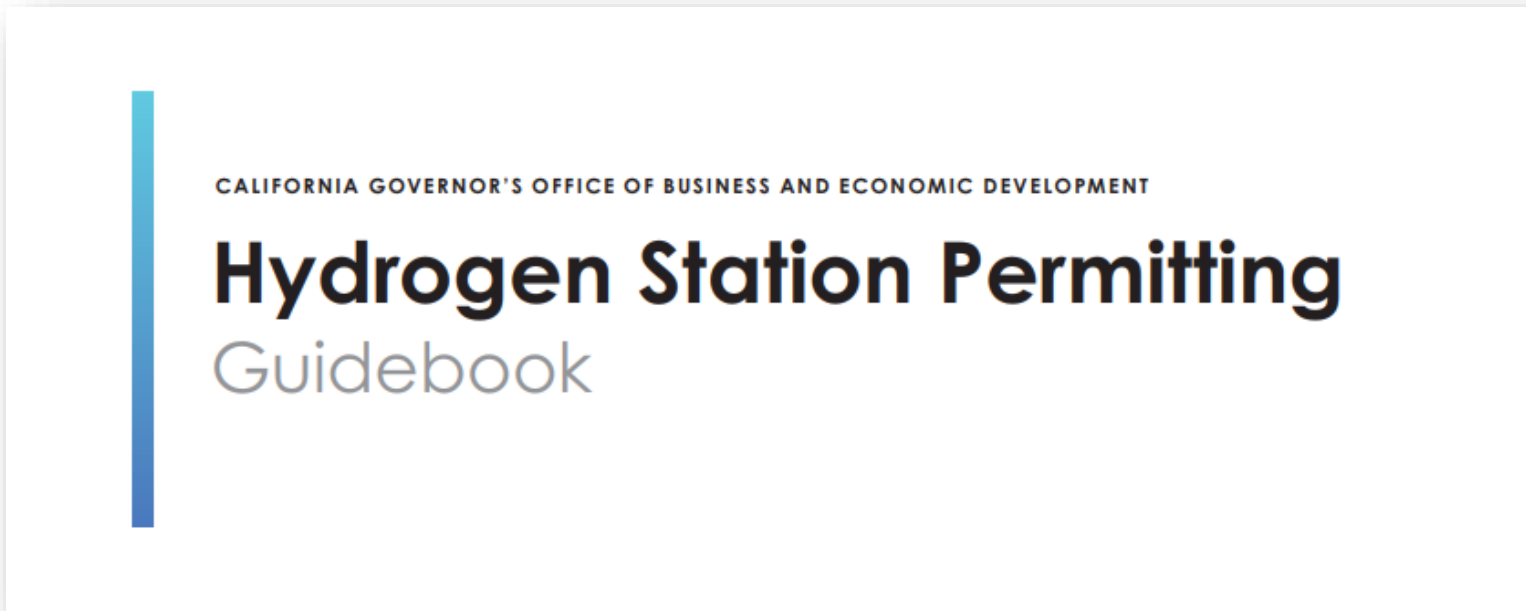 CALIFORNIA GOVERNOR'S OFFICE OF BUSINESS AND ECONOMIC DEVELOPMENT
Hydrogen Station Permitting
Guidebook